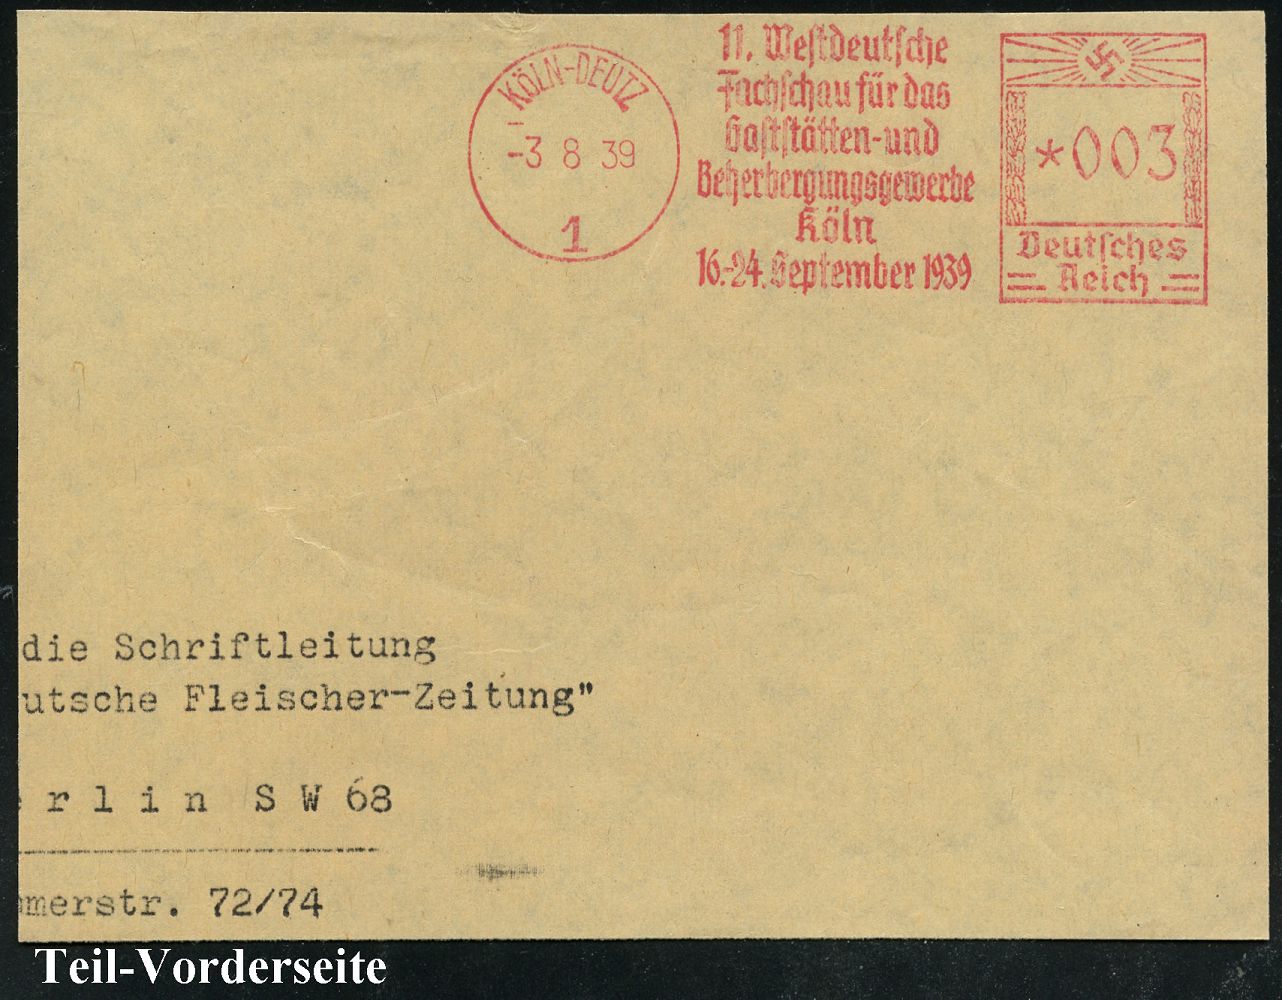 KÖLN-DEUTZ
-3 8 39
1
11. Westdeutsche
Fachschau für das
Gaststätten-und
Beherbergungsgewerbe
Köln
16.-24. September 1939
*003
Deutsches
Reich
die Schriftleitung
utsche Fleischer-Zeitung"
erlin SW 68
merstr. 72/74
Teil-Vorderseite